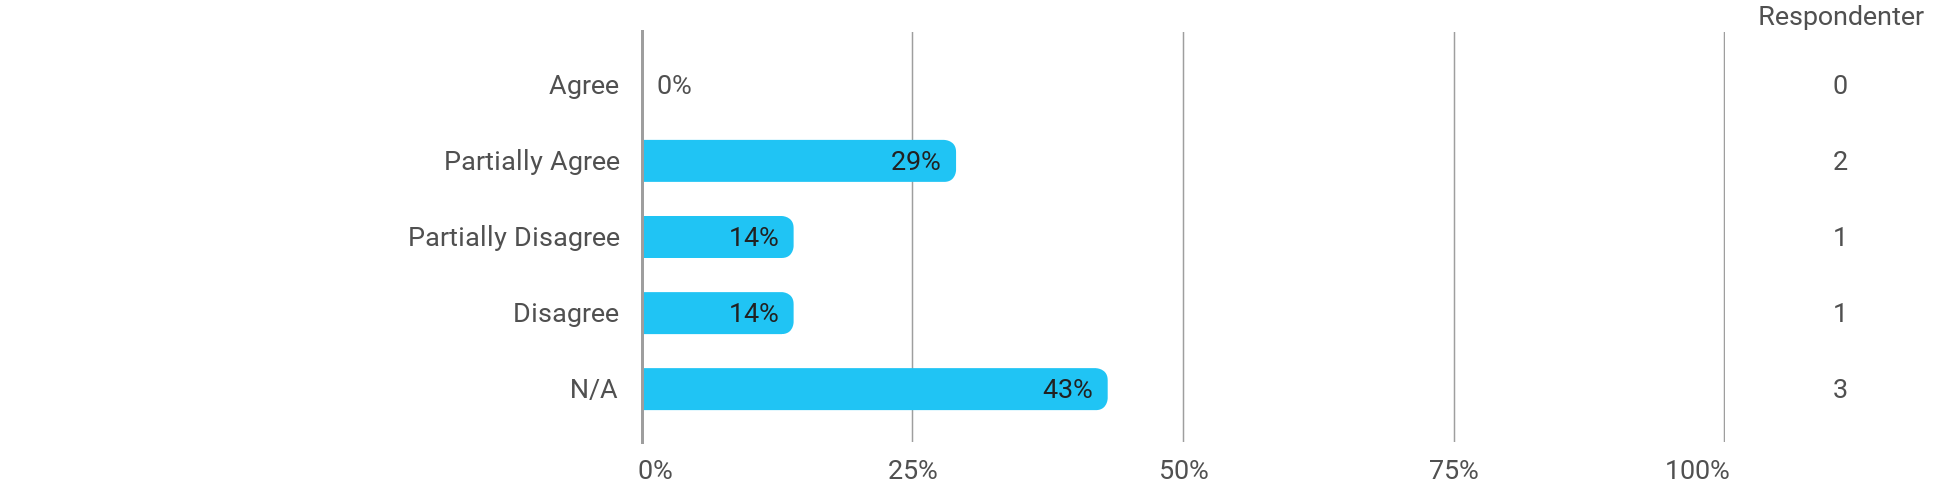 Respondenter
Agree 0% 0
Partially Agree 29% 2
Partially Disagree 14% 1
Disagree 14% 1
N/A 43% 3
0% 25% 50% 75% 100%